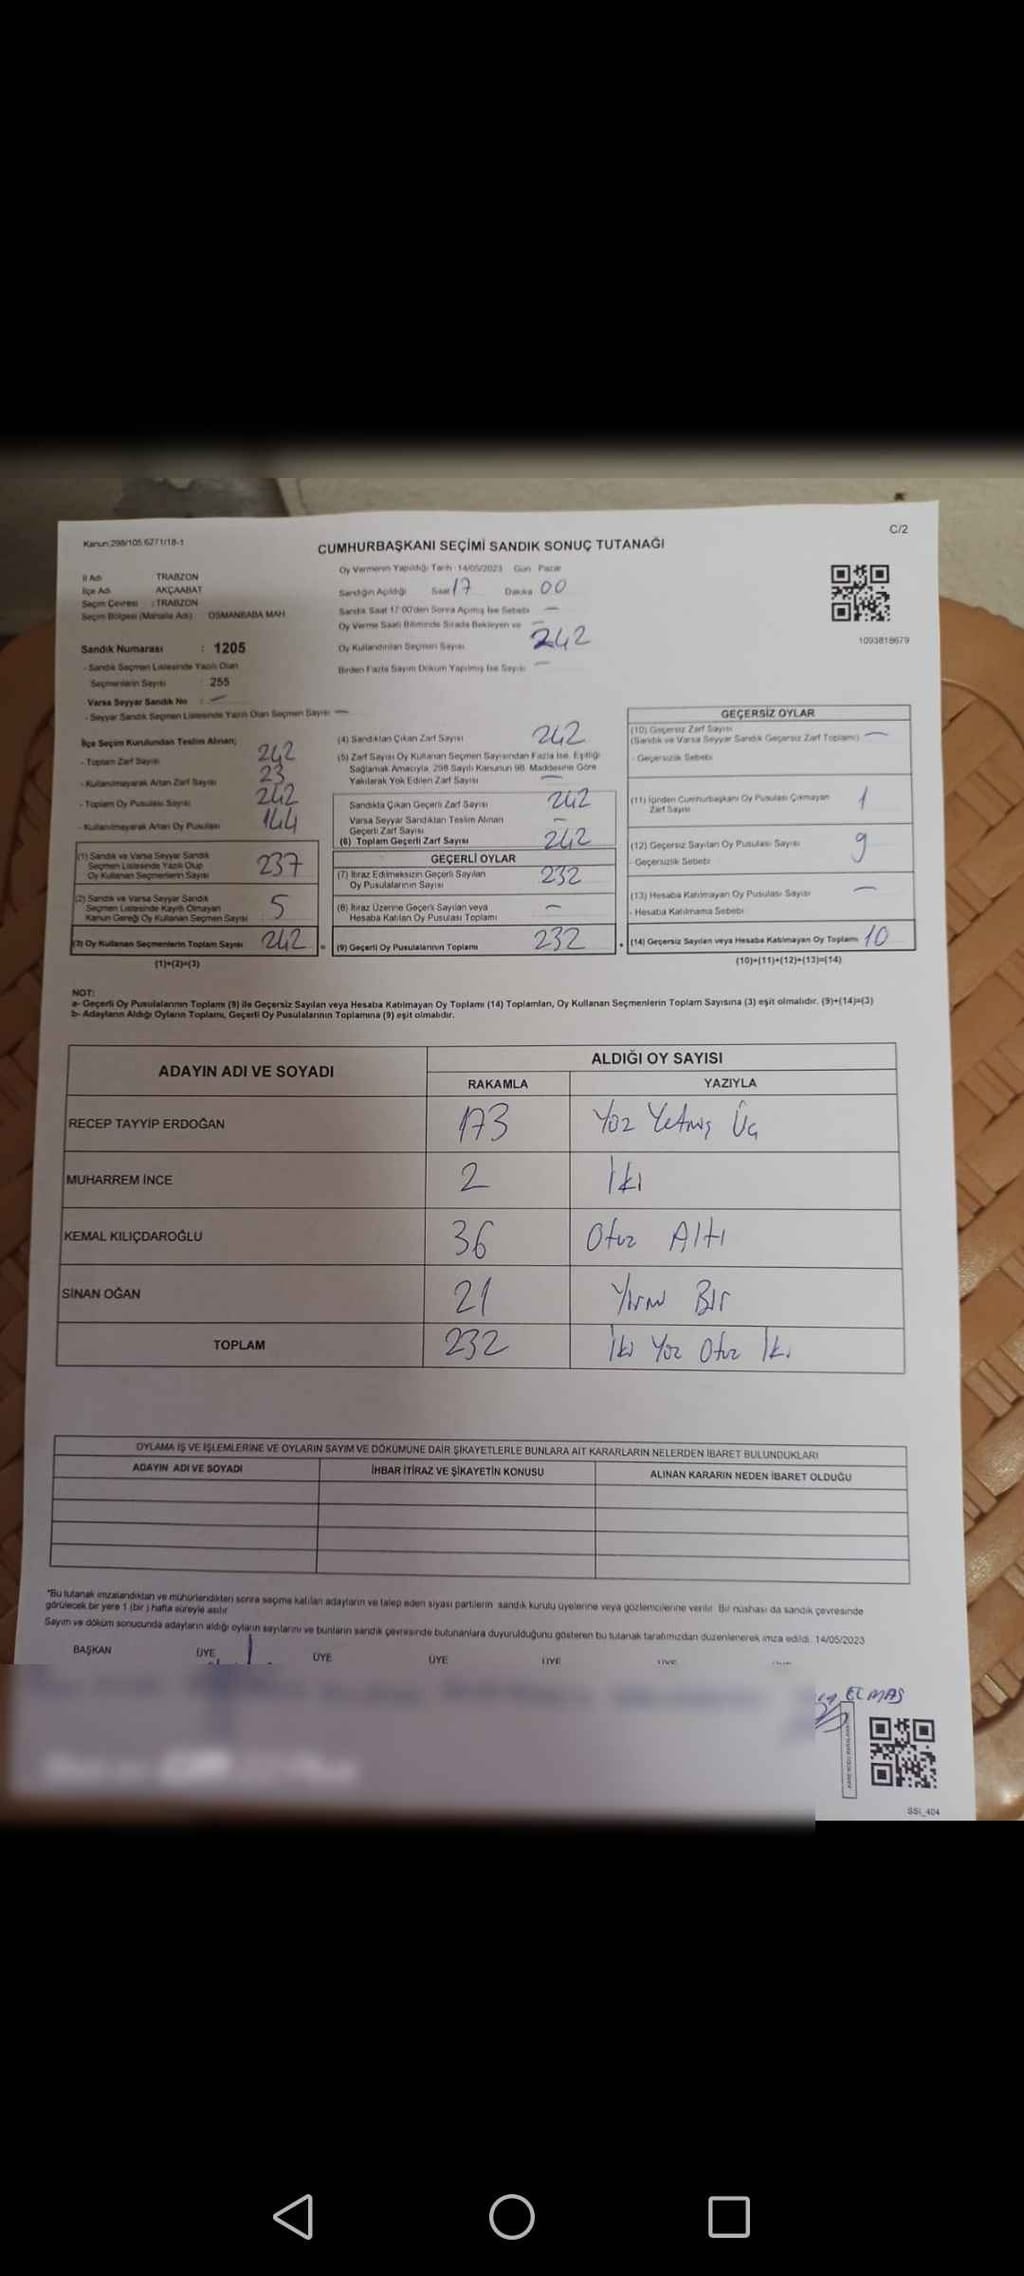 Kanun:298/105.6271/18-1
C/2
CUMHURBAŞKANI SEÇİMİ SANDIK SONUÇ TUTANAĞI
İl Adı TRABZON
İlçe Adı AKÇAABAT
Seçim Çevresi : TRABZON
Seçim Bölgesi (Mahalle Adı) : OSMANBABA MAH
Sandık Numarası : 1205
- Sandık Seçmen Listesinde Yazılı Olan
Seçmenlerin Sayısı : 255
Varsa Seyyar Sandık No : —
- Seyyar Sandık Seçmen Listesinde Yazılı Olan Seçmen Sayısı —
Oy Vermenin Yapıldığı Tarih : 14/05/2023 Gün : Pazar
Sandığın Açıldığı Saat 17 Dakika 00
Sandık Saat 17:00'den Sonra Açılmış İse Sebebi —
Oy Verme Saati Bitiminde Sırada Bekleyen ve —
Oy Kullandırılan Seçmen Sayısı 242
Birden Fazla Sayım Döküm Yapılmış İse Sayısı —
1093818679
İlçe Seçim Kurulundan Teslim Alınan;
- Toplam Zarf Sayısı 242
- Kullanılmayarak Artan Zarf Sayısı 23
- Toplam Oy Pusulası Sayısı 242
- Kullanılmayarak Artan Oy Pusulası 144
(1) Sandık ve Varsa Seyyar Sandık
Seçmen Listesinde Yazılı Olup
Oy Kullanan Seçmenlerin Sayısı 237
(2) Sandık ve Varsa Seyyar Sandık
Seçmen Listesinde Kayıtlı Olmayan
Kanun Gereği Oy Kullanan Seçmen Sayısı 5
(3) Oy Kullanan Seçmenlerin Toplam Sayısı 242 =
(1)+(2)=(3)
(4) Sandıktan Çıkan Zarf Sayısı 242
(5) Zarf Sayısı Oy Kullanan Seçmen Sayısından Fazla İse, Eşitliği
Sağlamak Amacıyla, 298 Sayılı Kanunun 98. Maddesine Göre
Yakılarak Yok Edilen Zarf Sayısı —
Sandıkta Çıkan Geçerli Zarf Sayısı 242
Varsa Seyyar Sandıktan Teslim Alınan
Geçerli Zarf Sayısı —
(6) Toplam Geçerli Zarf Sayısı 242
GEÇERLİ OYLAR
(7) İtiraz Edilmeksizin Geçerli Sayılan
Oy Pusulalarının Sayısı 232
(8) İtiraz Üzerine Geçerli Sayılan veya
Hesaba Katılan Oy Pusulası Toplamı —
(9) Geçerli Oy Pusulalarının Toplamı 232 +
GEÇERSİZ OYLAR
(10) Geçersiz Zarf Sayısı
(Sandık ve Varsa Seyyar Sandık Geçersiz Zarf Toplamı) —
- Geçersizlik Sebebi
(11) İçinden Cumhurbaşkanı Oy Pusulası Çıkmayan
Zarf Sayısı 1
(12) Geçersiz Sayılan Oy Pusulası Sayısı 9
- Geçersizlik Sebebi
(13) Hesaba Katılmayan Oy Pusulası Sayısı —
- Hesaba Katılmama Sebebi
(14) Geçersiz Sayılan veya Hesaba Katılmayan Oy Toplamı 10
(10)+(11)+(12)+(13)=(14)
NOT:
a- Geçerli Oy Pusulalarının Toplamı (9) ile Geçersiz Sayılan veya Hesaba Katılmayan Oy Toplamı (14) Toplamları, Oy Kullanan Seçmenlerin Toplam Sayısına (3) eşit olmalıdır. (9)+(14)=(3)
b- Adayların Aldığı Oyların Toplamı, Geçerli Oy Pusulalarının Toplamına (9) eşit olmalıdır.
ADAYIN ADI VE SOYADI
ALDIĞI OY SAYISI
RAKAMLA YAZIYLA
RECEP TAYYİP ERDOĞAN 173 Yüz Yetmiş Üç
MUHARREM İNCE 2 İki
KEMAL KILIÇDAROĞLU 36 Otuz Altı
SİNAN OĞAN 21 Yirmi Bir
TOPLAM 232 İki Yüz Otuz İki
OYLAMA İŞ VE İŞLEMLERİNE VE OYLARIN SAYIM VE DÖKÜMÜNE DAİR ŞİKAYETLERLE BUNLARA AİT KARARLARIN NELERDEN İBARET BULUNDUKLARI
ADAYIN ADI VE SOYADI İHBAR İTİRAZ VE ŞİKAYETİN KONUSU ALINAN KARARIN NEDEN İBARET OLDUĞU
*Bu tutanak imzalandıktan ve mühürlendikten sonra seçime katılan adayların ve talep eden siyasi partilerin sandık kurulu üyelerine veya gözlemcilerine verilir. Bir nüshası da sandık çevresinde
görülecek bir yere 1 (bir) hafta süreyle asılır.
Sayım ve döküm sonucunda adayların aldığı oyların sayılarını ve bunların sandık çevresinde bulunanlara duyurulduğunu gösteren bu tutanak tarafımızdan düzenlenerek imza edildi. 14/05/2023
BAŞKAN ÜYE ÜYE ÜYE ÜYE ÜYE
ELMAS
SSI_404